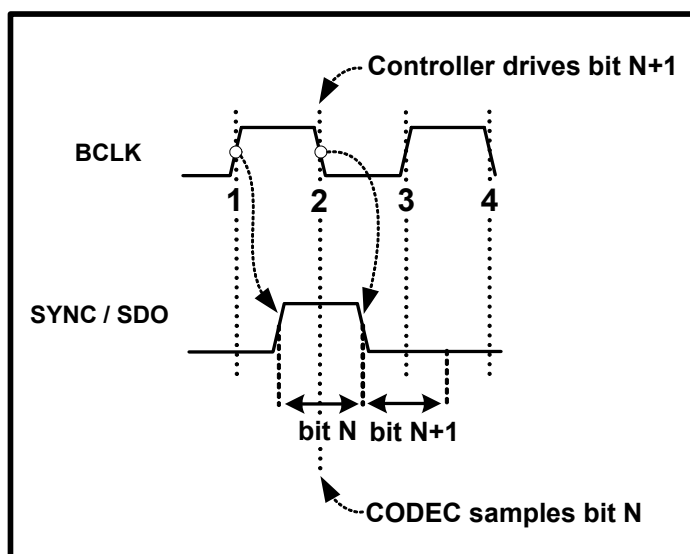 Controller drives bit N+1
BCLK
1 2 3 4
SYNC / SDO
bit N bit N+1
CODEC samples bit N